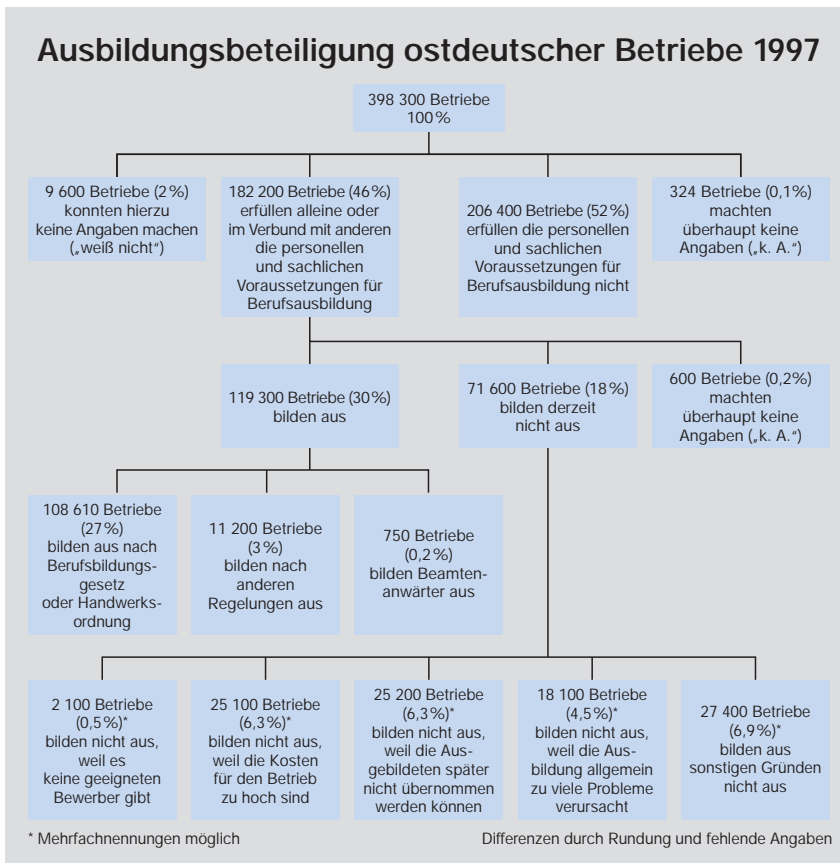 Ausbildungsbeteiligung ostdeutscher Betriebe 1997
398 300 Betriebe
100%
9 600 Betriebe (2%)
konnten hierzu
keine Angaben machen
(„weiß nicht“)
182 200 Betriebe (46%)
erfüllen alleine oder
im Verbund mit anderen
die personellen
und sachlichen
Voraussetzungen für
Berufsausbildung
206 400 Betriebe (52%)
erfüllen die personellen
und sachlichen
Voraussetzungen für
Berufsausbildung nicht
324 Betriebe (0,1%)
machten
überhaupt keine
Angaben („k. A.“)
119 300 Betriebe (30%)
bilden aus
71 600 Betriebe (18%)
bilden derzeit
nicht aus
600 Betriebe (0,2%)
machten
überhaupt keine
Angaben („k. A.“)
108 610 Betriebe
(27%)
bilden aus nach
Berufsbildungs-
gesetz
oder Handwerks-
ordnung
11 200 Betriebe
(3%)
bilden nach
anderen
Regelungen aus
750 Betriebe
(0,2%)
bilden Beamten-
anwärter aus
2 100 Betriebe
(0,5%)*
bilden nicht aus,
weil es
keine geeigneten
Bewerber gibt
25 100 Betriebe
(6,3%)*
bilden nicht aus,
weil die Kosten
für den Betrieb
zu hoch sind
25 200 Betriebe
(6,3%)*
bilden nicht aus,
weil die Aus-
gebildeten später
nicht übernommen
werden können
18 100 Betriebe
(4,5%)*
bilden nicht aus,
weil die Aus-
bildung allgemein
zu viele Probleme
verursacht
27 400 Betriebe
(6,9%)*
bilden aus
sonstigen Gründen
nicht aus
* Mehrfachnennungen möglich
Differenzen durch Rundung und fehlende Angaben